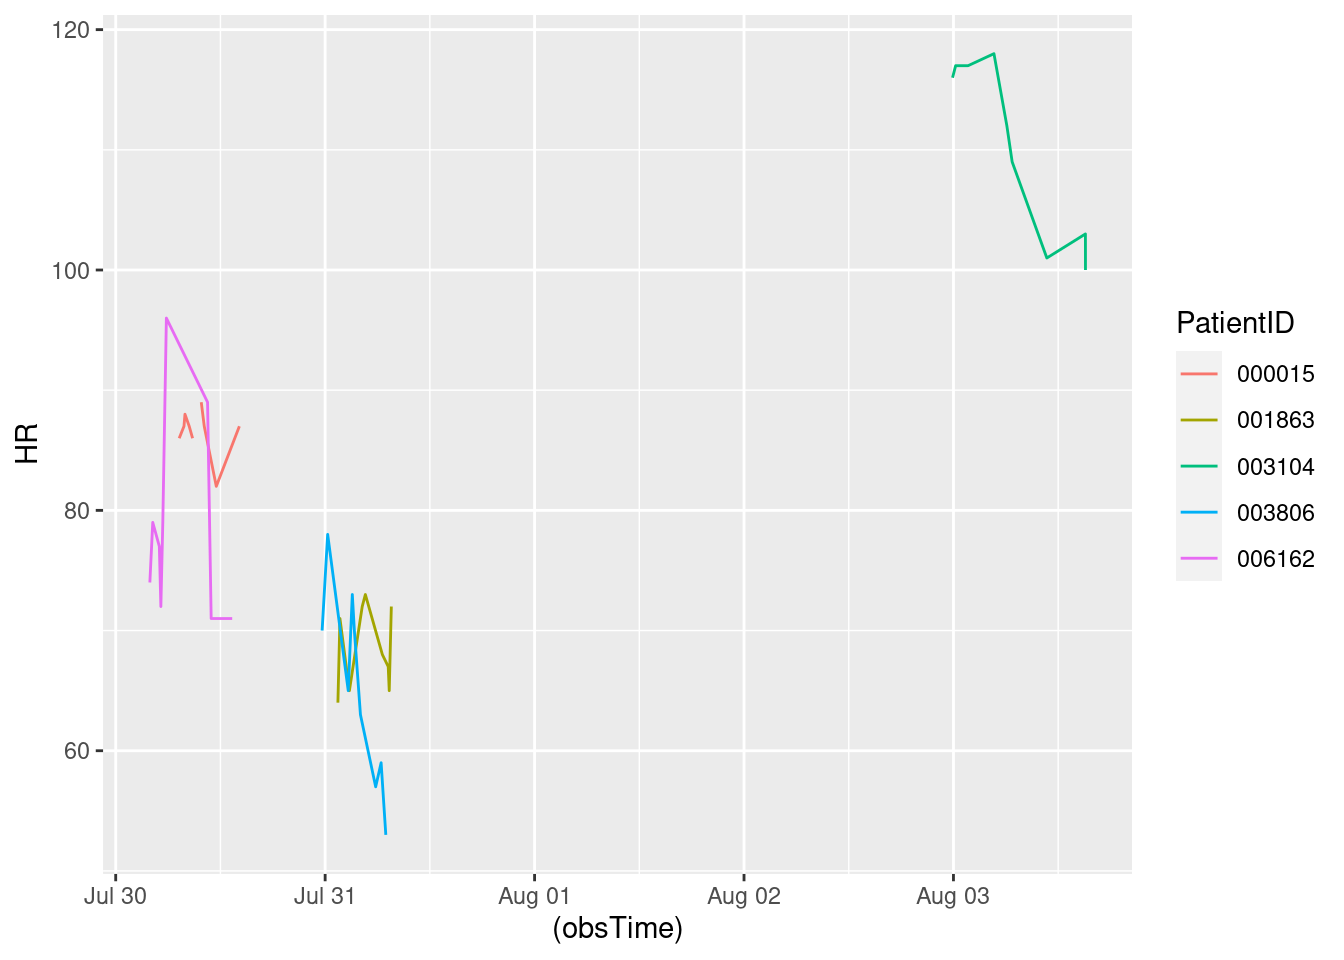 120
100
80
60
HR
Jul 30
Jul 31
Aug 01
Aug 02
Aug 03
(obsTime)
PatientID
000015
001863
003104
003806
006162